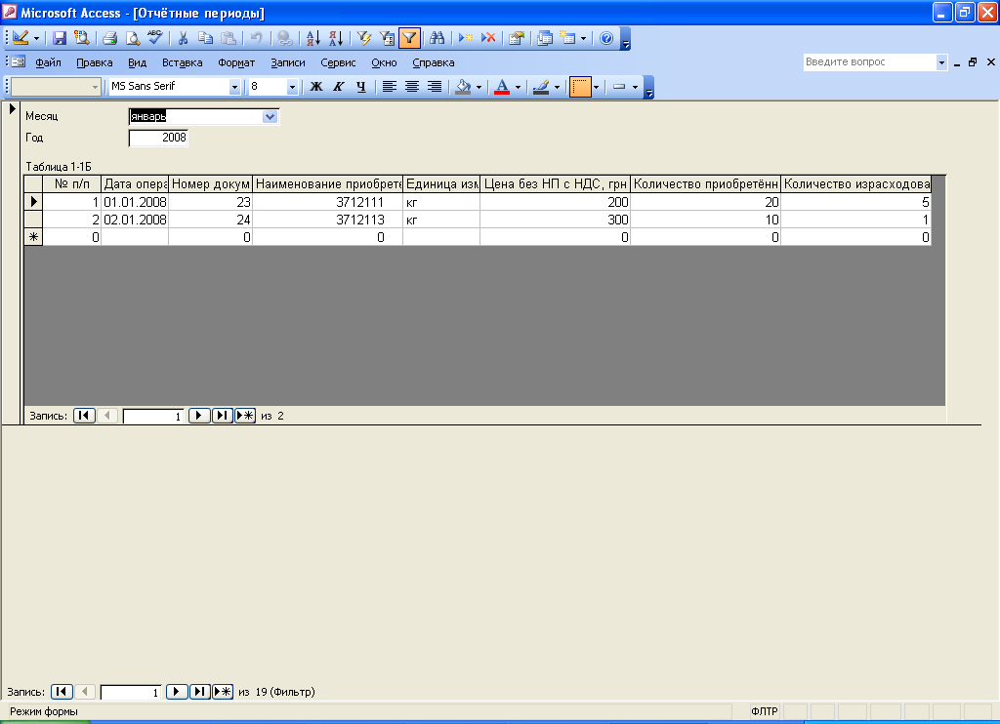 Microsoft Access - [Отчётные периоды]
Файл Правка Вид Вставка Формат Записи Сервис Окно Справка Введите вопрос
MS Sans Serif 8 Ж К Ч
Месяц январь
Год 2008
Таблица 1-1Б
№ п/п Дата опера Номер докум Наименование приобрете Единица изм Цена без НП с НДС, грн Количество приобретённ Количество израсходова
1 01.01.2008 23 3712111 кг 200 20 5
2 02.01.2008 24 3712113 кг 300 10 1
0 0 0 0 0 0
Запись: 1 из 2
Запись: 1 из 19 (Фильтр)
Режим формы ФЛТР